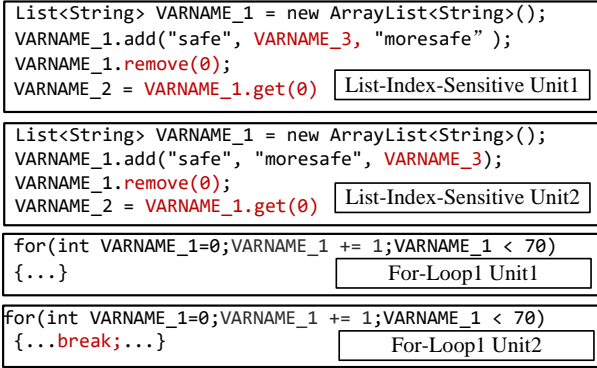 List<String> VARNAME_1 = new ArrayList<String>();
VARNAME_1.add("safe", VARNAME_3, "moresafe” );
VARNAME_1.remove(0);
VARNAME_2 = VARNAME_1.get(0) List-Index-Sensitive Unit1
List<String> VARNAME_1 = new ArrayList<String>();
VARNAME_1.add("safe", "moresafe", VARNAME_3);
VARNAME_1.remove(0);
VARNAME_2 = VARNAME_1.get(0) List-Index-Sensitive Unit2
for(int VARNAME_1=0;VARNAME_1 += 1;VARNAME_1 < 70)
{...} For-Loop1 Unit1
for(int VARNAME_1=0;VARNAME_1 += 1;VARNAME_1 < 70)
{...break;...} For-Loop1 Unit2